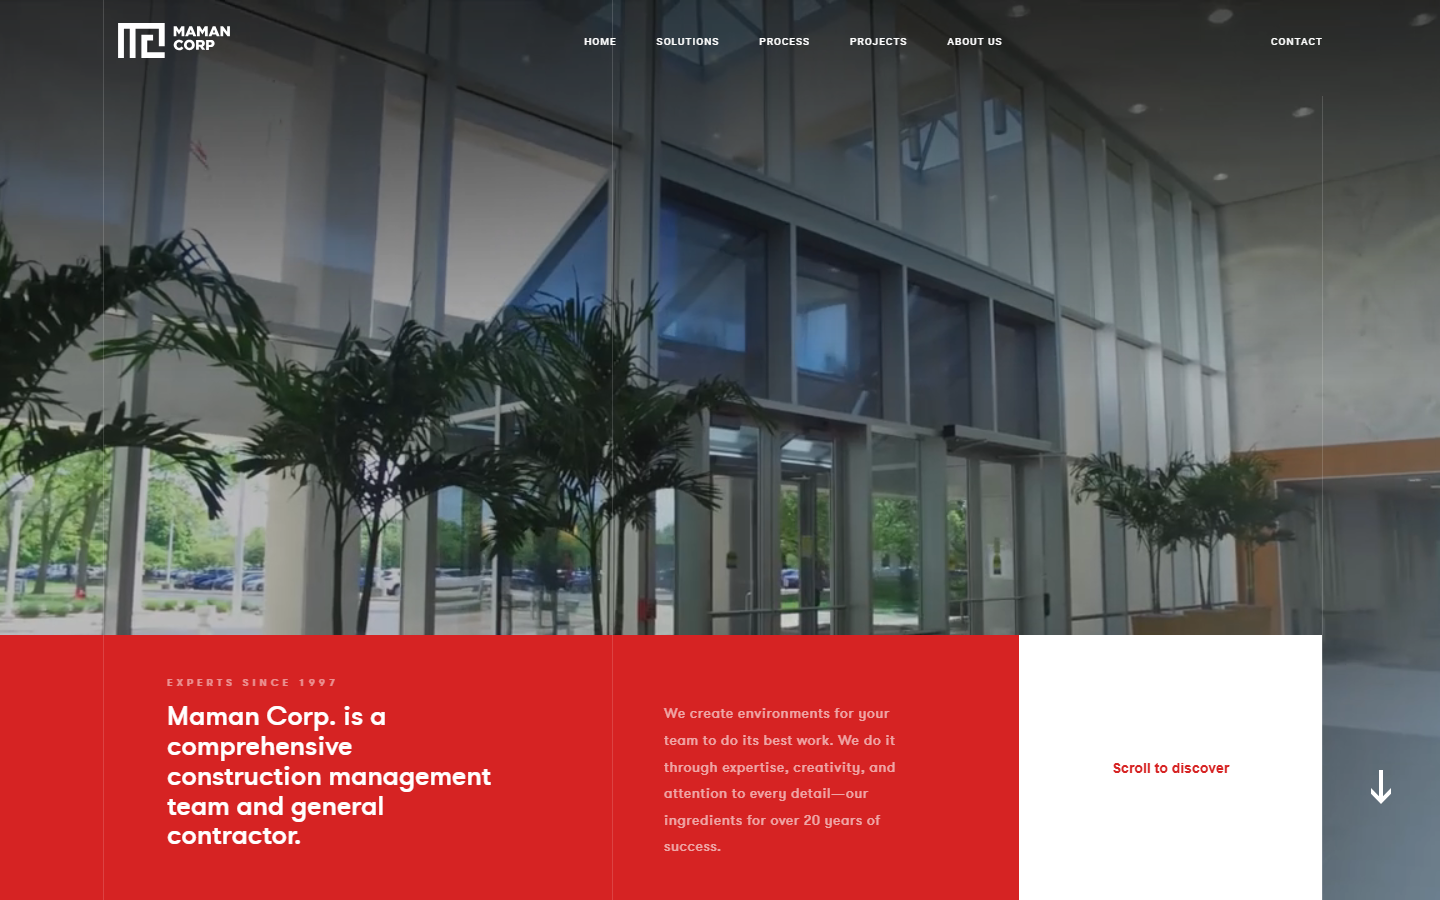 MAMAN
CORP
HOME SOLUTIONS PROCESS PROJECTS ABOUT US CONTACT
EXPERTS SINCE 1997
Maman Corp. is a
comprehensive
construction management
team and general
contractor.
We create environments for your
team to do its best work. We do it
through expertise, creativity, and
attention to every detail—our
ingredients for over 20 years of
success.
Scroll to discover